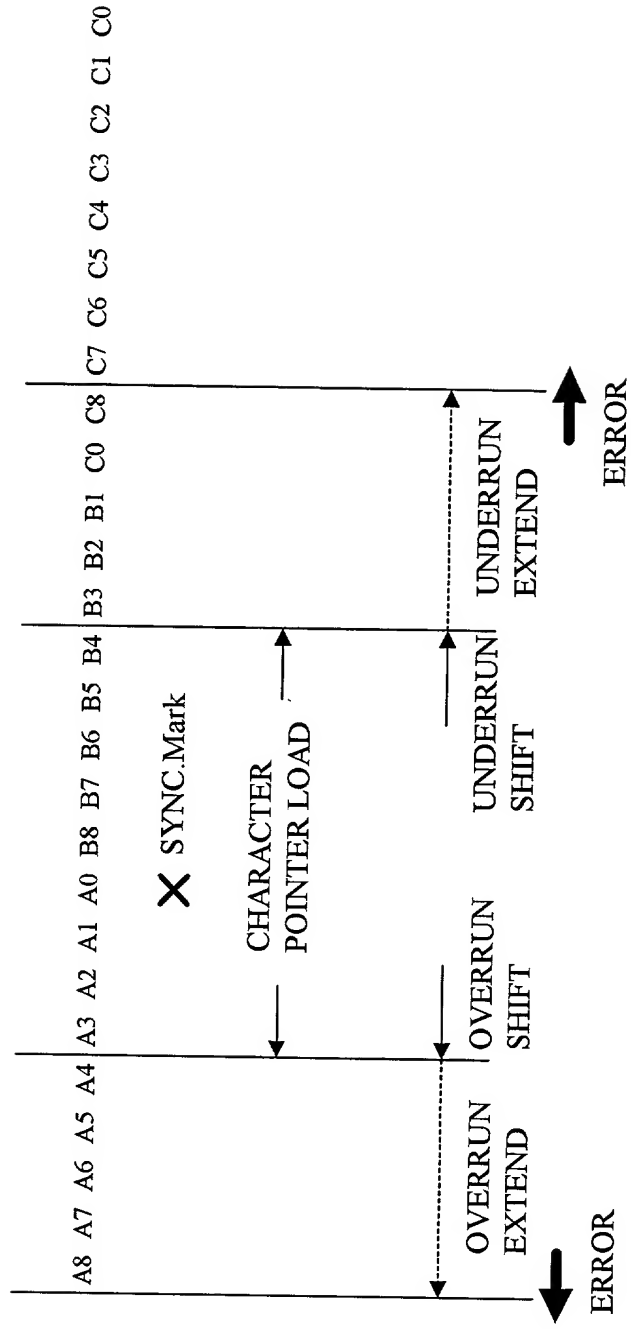 A8 A7 A6 A5 A4 A3 A2 A1 A0 B8 B7 B6 B5 B4 B3 B2 B1 C0 C8 C7 C6 C5 C4 C3 C2 C1 C0
SYNC.Mark
CHARACTER
POINTER LOAD
OVERRUN
EXTEND
OVERRUN
SHIFT
UNDERRUN
SHIFT
UNDERRUN
EXTEND
ERROR
ERROR